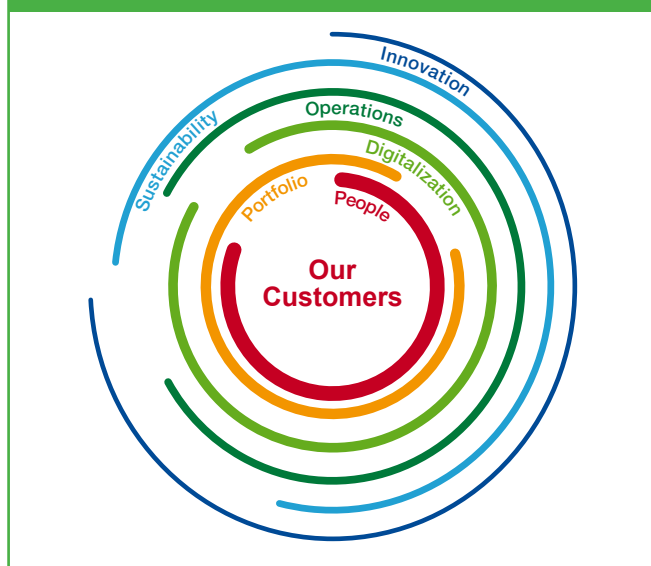 Innovation
Sustainability
Operations
Digitalization
Portfolio
People
Our
Customers